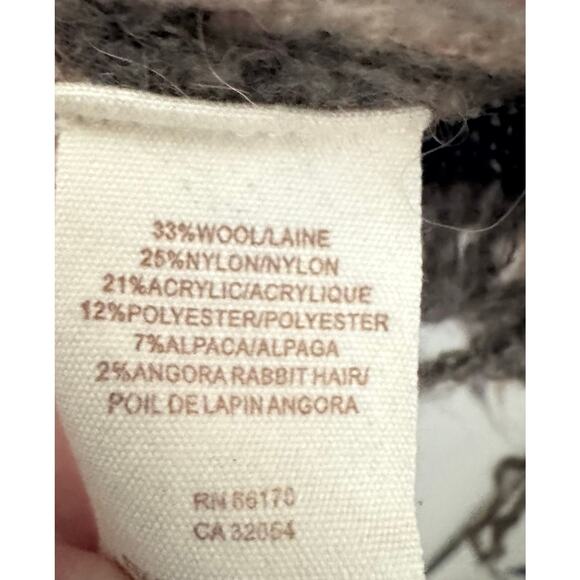 33%WOOL/LAINE
25%NYLON/NYLON
21%ACRYLIC/ACRYLIQUE
12%POLYESTER/POLYESTER
7%ALPACA/ALPAGA
2%ANGORA RABBIT HAIR/
POIL DE LAPIN ANGORA
RN 66170
CA 32054